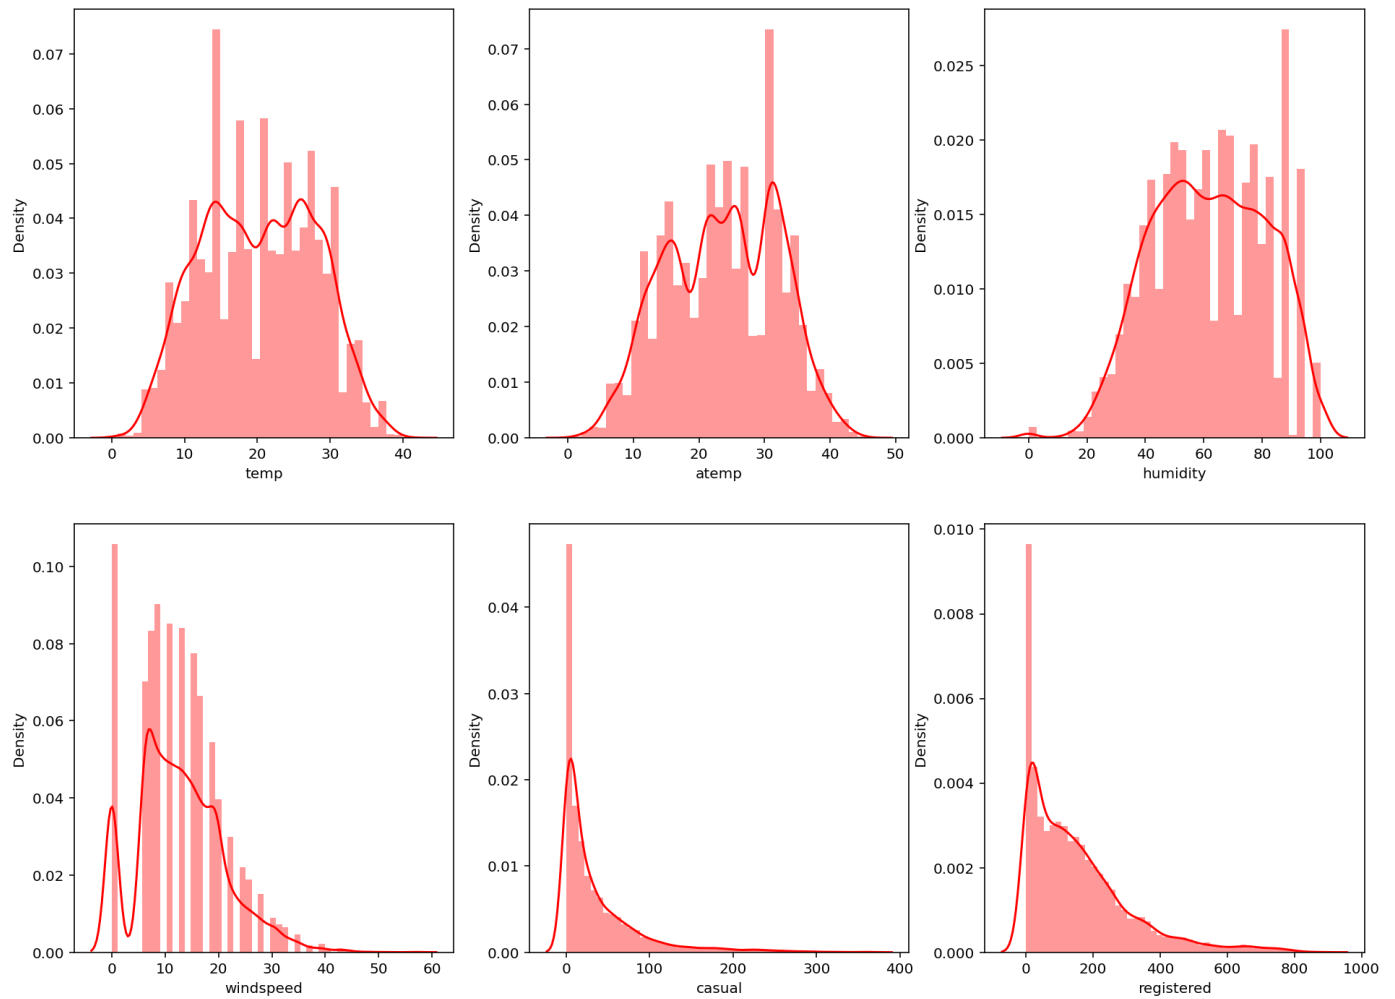 Density
0.07
0.06
0.05
0.04
0.03
0.02
0.01
0.00
0 10 20 30 40
temp
Density
0.07
0.06
0.05
0.04
0.03
0.02
0.01
0.00
0 10 20 30 40 50
atemp
Density
0.025
0.020
0.015
0.010
0.005
0.000
0 20 40 60 80 100
humidity
Density
0.10
0.08
0.06
0.04
0.02
0.00
0 10 20 30 40 50 60
windspeed
Density
0.04
0.03
0.02
0.01
0.00
0 100 200 300 400
casual
Density
0.010
0.008
0.006
0.004
0.002
0.000
0 200 400 600 800 1000
registered